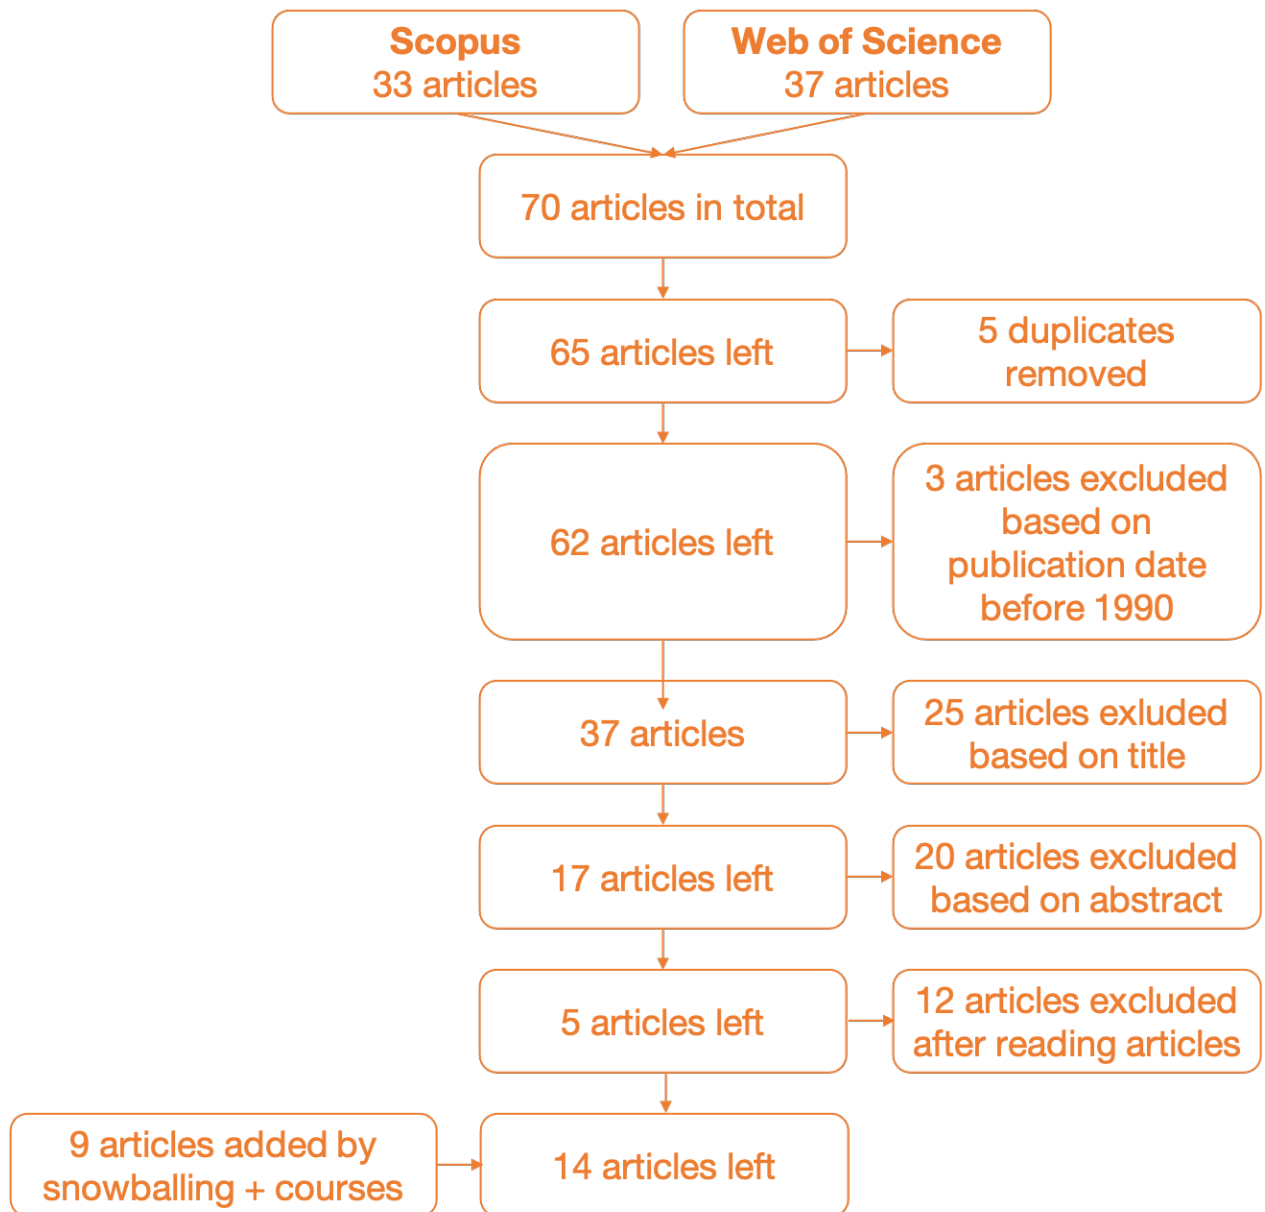 Scopus
33 articles
Web of Science
37 articles
70 articles in total
65 articles left
5 duplicates
removed
62 articles left
3 articles excluded
based on
publication date
before 1990
37 articles
25 articles exluded
based on title
17 articles left
20 articles excluded
based on abstract
5 articles left
12 articles excluded
after reading articles
9 articles added by
snowballing + courses
14 articles left